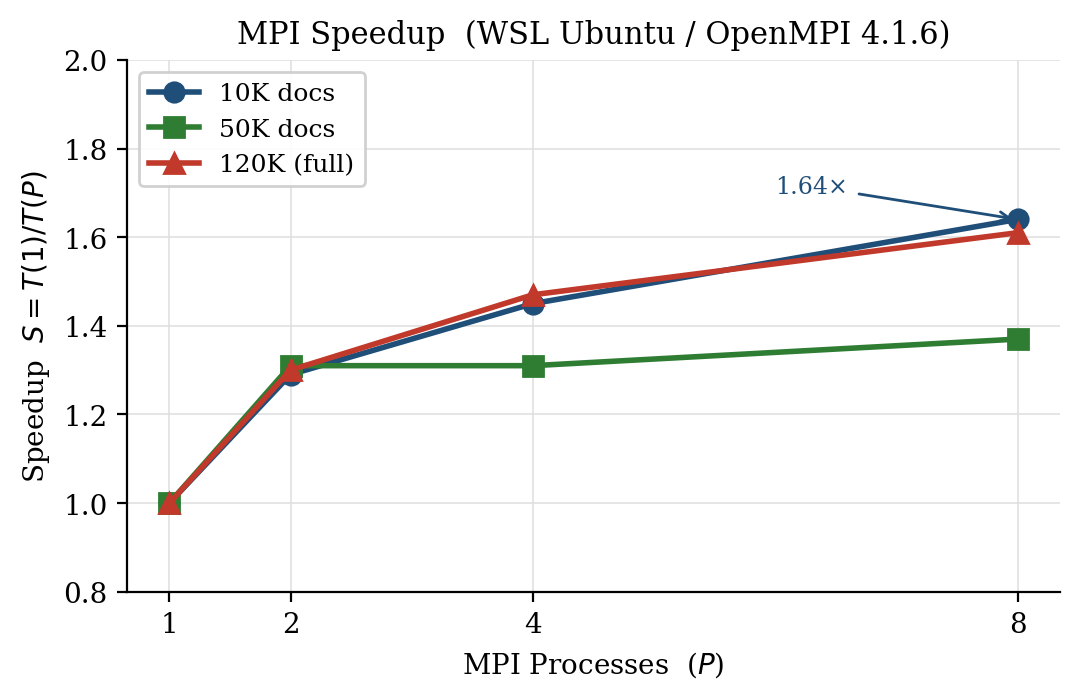 MPI Speedup (WSL Ubuntu / OpenMPI 4.1.6)
2.0
1.8
1.6
1.4
1.2
1.0
0.8
Speedup S = T(1)/T(P)
10K docs
50K docs
120K (full)
1.64×
1 2 4 8
MPI Processes (P)